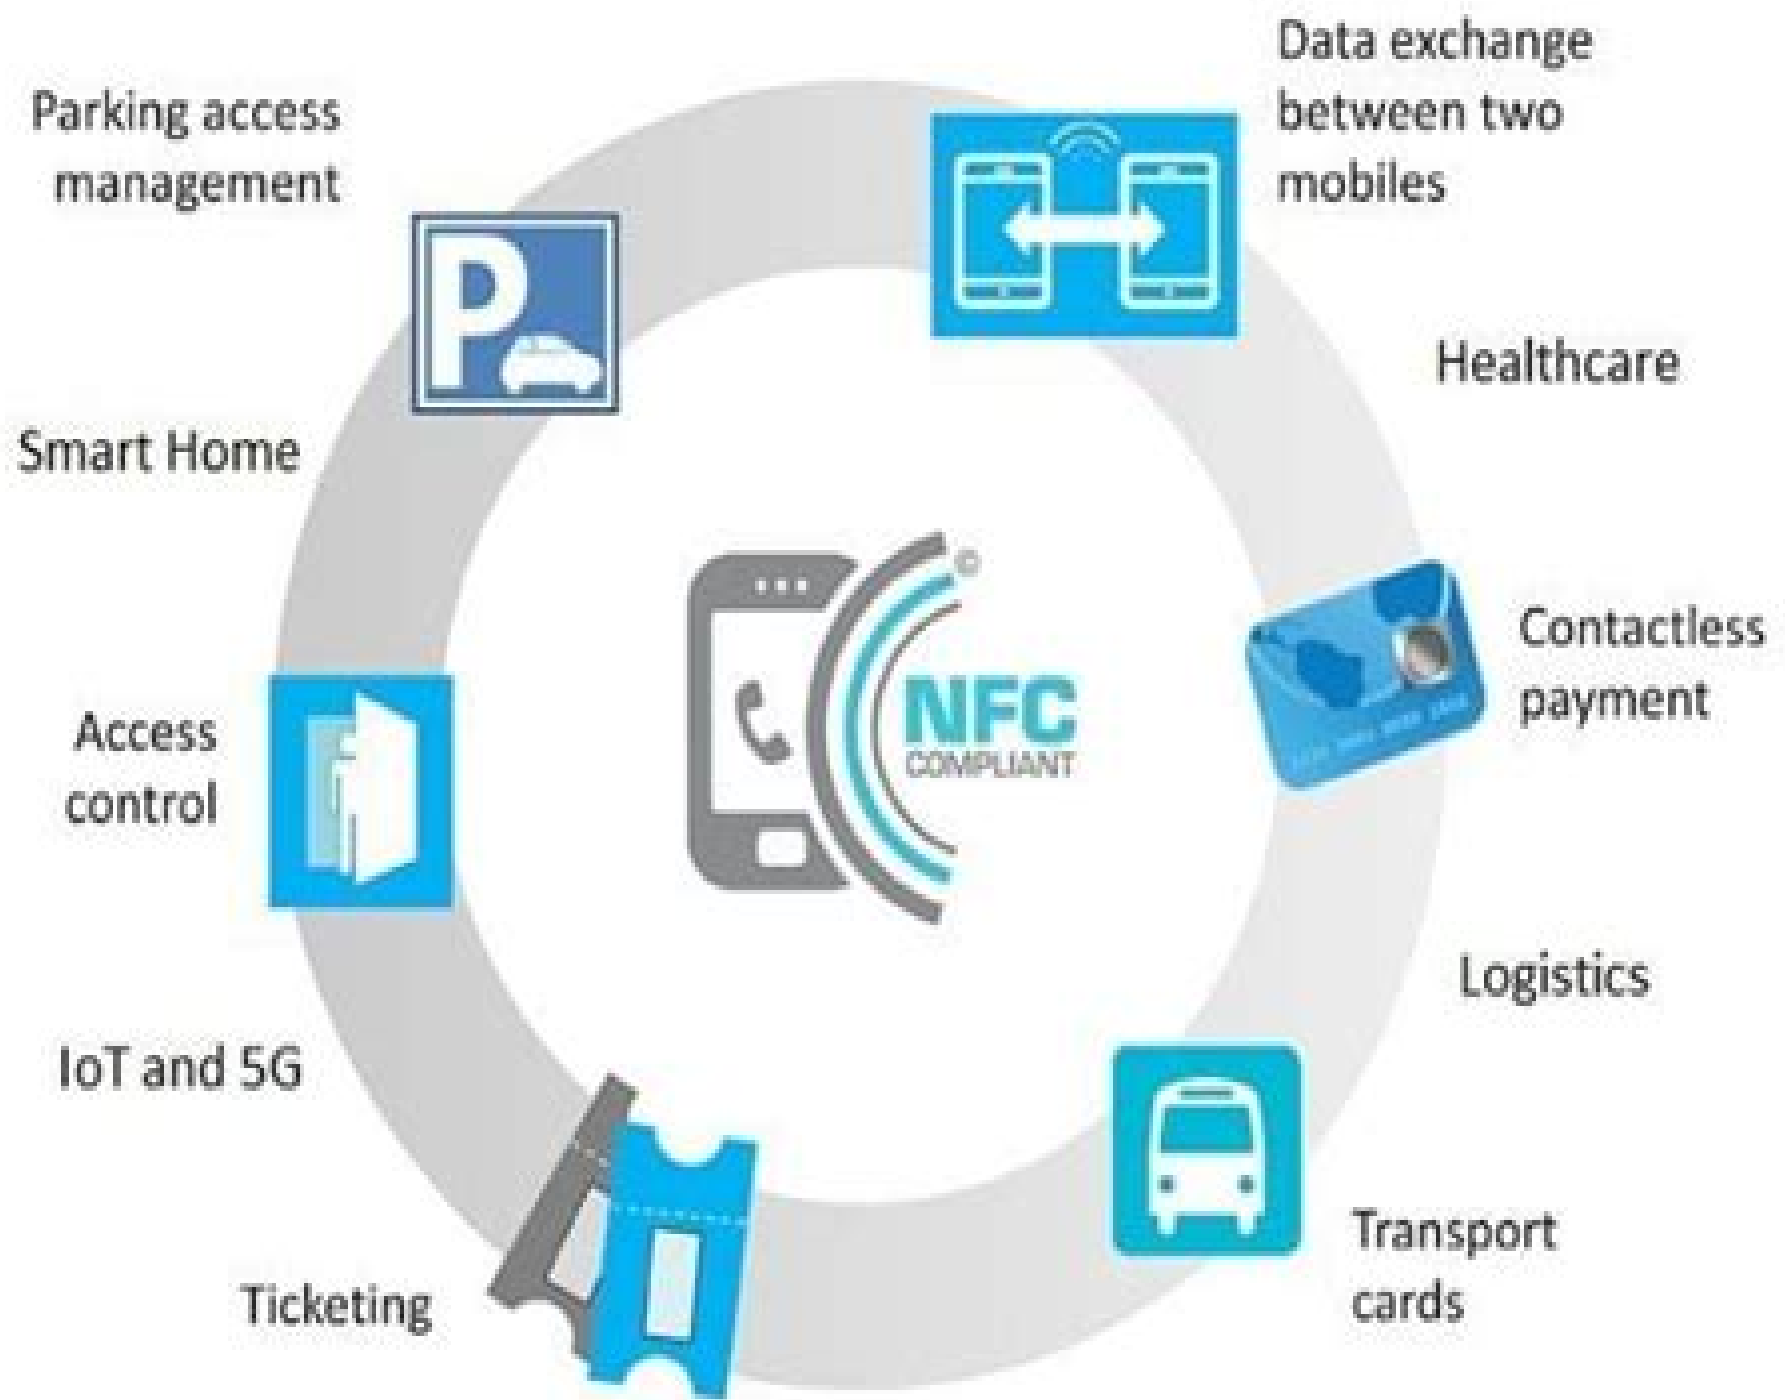 Data exchange
between two
mobiles
Parking access
management
P
Healthcare
Smart Home
©
Contactless
payment
NFC
COMPLIANT
Access
control
Logistics
IoT and 5G
Transport
cards
Ticketing